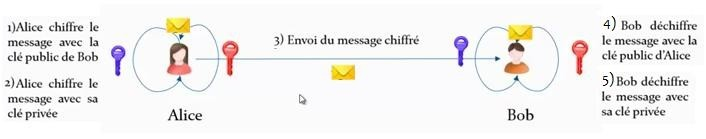 1)Alice chiffre le
message avec la
clé public de Bob
2)Alice chiffre le
message avec sa
clé privée
3) Envoi du message chiffré
Alice
Bob
4) Bob déchiffre
le message avec la
clé public d'Alice
5)Bob déchiffre
le message avec
sa clé privée